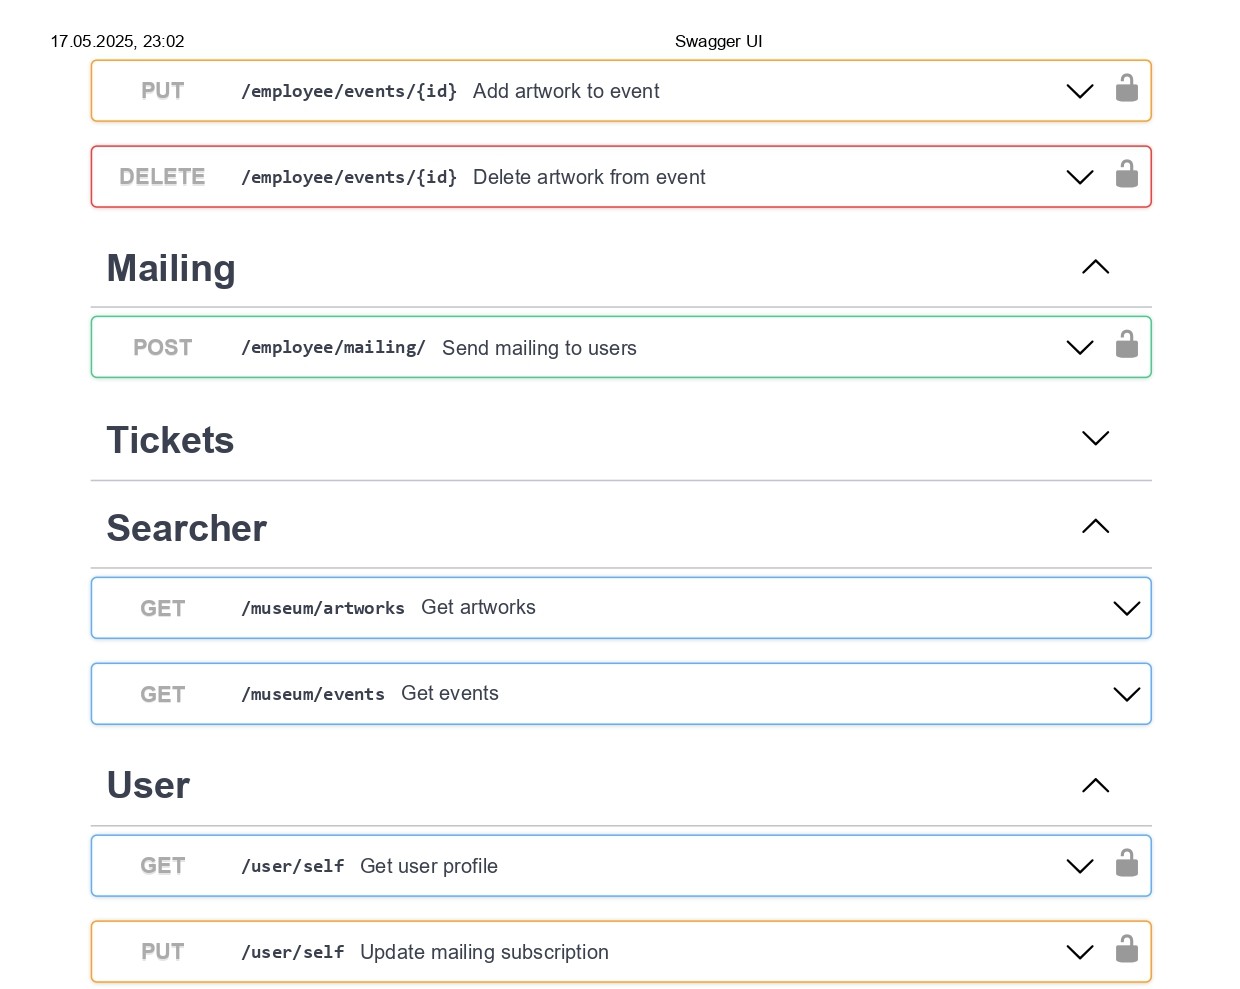 17.05.2025, 23:02 Swagger UI
PUT /employee/events/{id} Add artwork to event
DELETE /employee/events/{id} Delete artwork from event
Mailing
POST /employee/mailing/ Send mailing to users
Tickets
Searcher
GET /museum/artworks Get artworks
GET /museum/events Get events
User
GET /user/self Get user profile
PUT /user/self Update mailing subscription